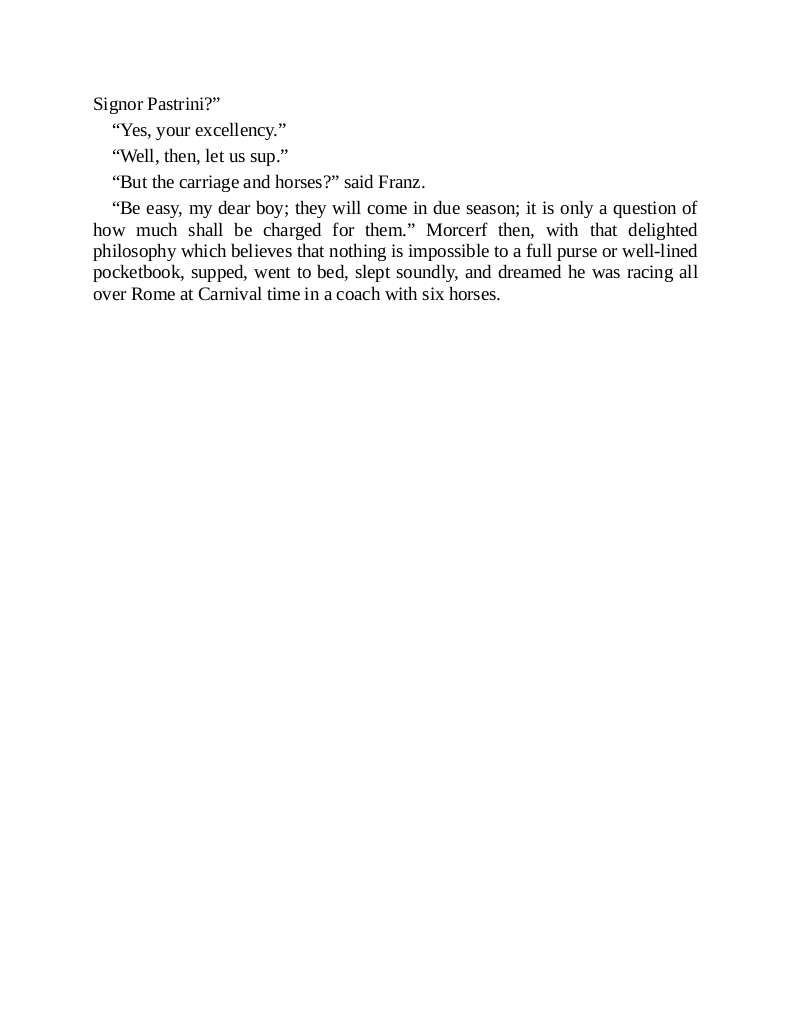 Signor Pastrini?”
“Yes, your excellency.”
“Well, then, let us sup.”
“But the carriage and horses?” said Franz.
“Be easy, my dear boy; they will come in due season; it is only a question of
how much shall be charged for them.” Morcerf then, with that delighted
philosophy which believes that nothing is impossible to a full purse or well-lined
pocketbook, supped, went to bed, slept soundly, and dreamed he was racing all
over Rome at Carnival time in a coach with six horses.